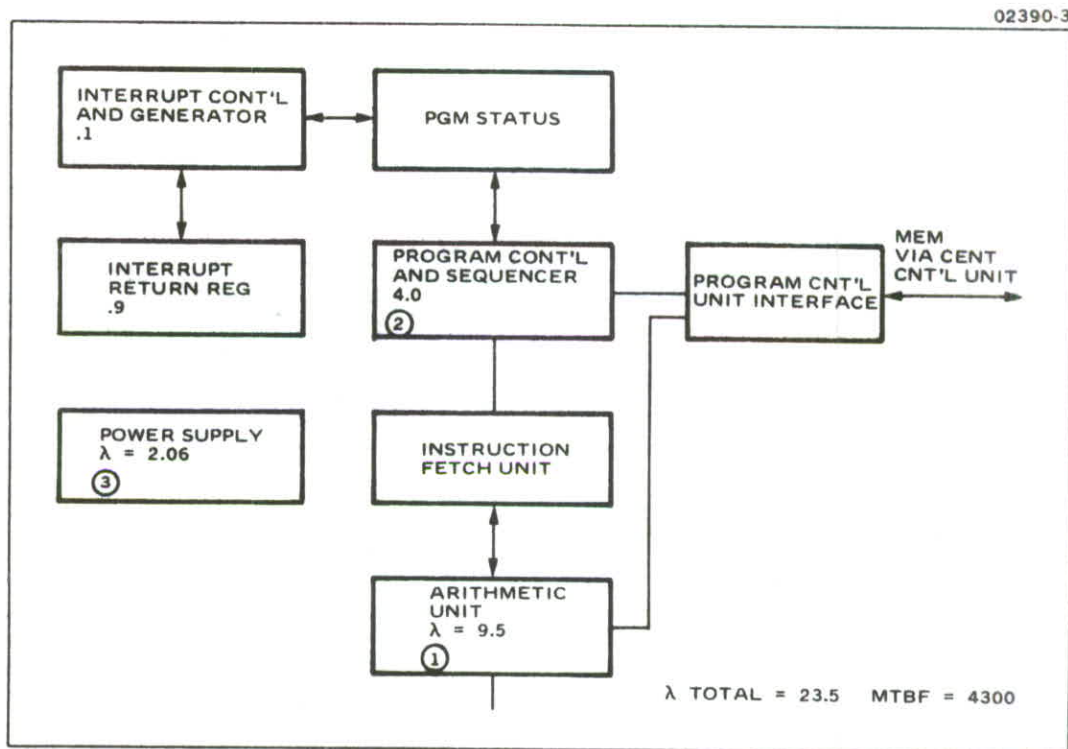 02390-3
INTERRUPT CONT'L
AND GENERATOR
.1
PGM STATUS
INTERRUPT
RETURN REG
.9
PROGRAM CONT'L
AND SEQUENCER
4.0
2
PROGRAM CNT'L
UNIT INTERFACE
MEM
VIA CENT
CNT'L UNIT
POWER SUPPLY
λ = 2.06
3
INSTRUCTION
FETCH UNIT
ARITHMETIC
UNIT
λ = 9.5
1
λ TOTAL = 23.5 MTBF = 4300